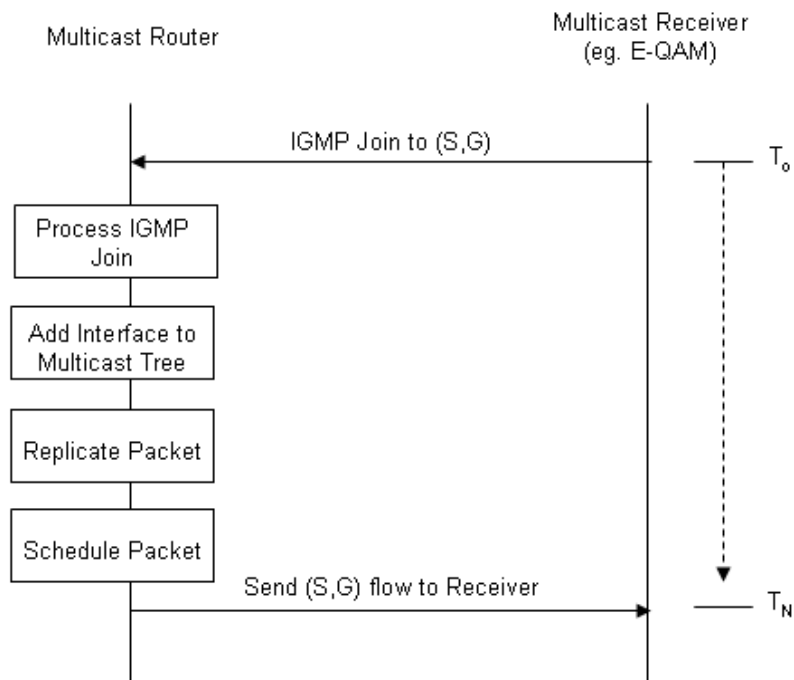 Multicast Router
Multicast Receiver
(eg. E-QAM)
IGMP Join to (S,G)
To
Process IGMP
Join
Add Interface to
Multicast Tree
Replicate Packet
Schedule Packet
Send (S,G) flow to Receiver
TN